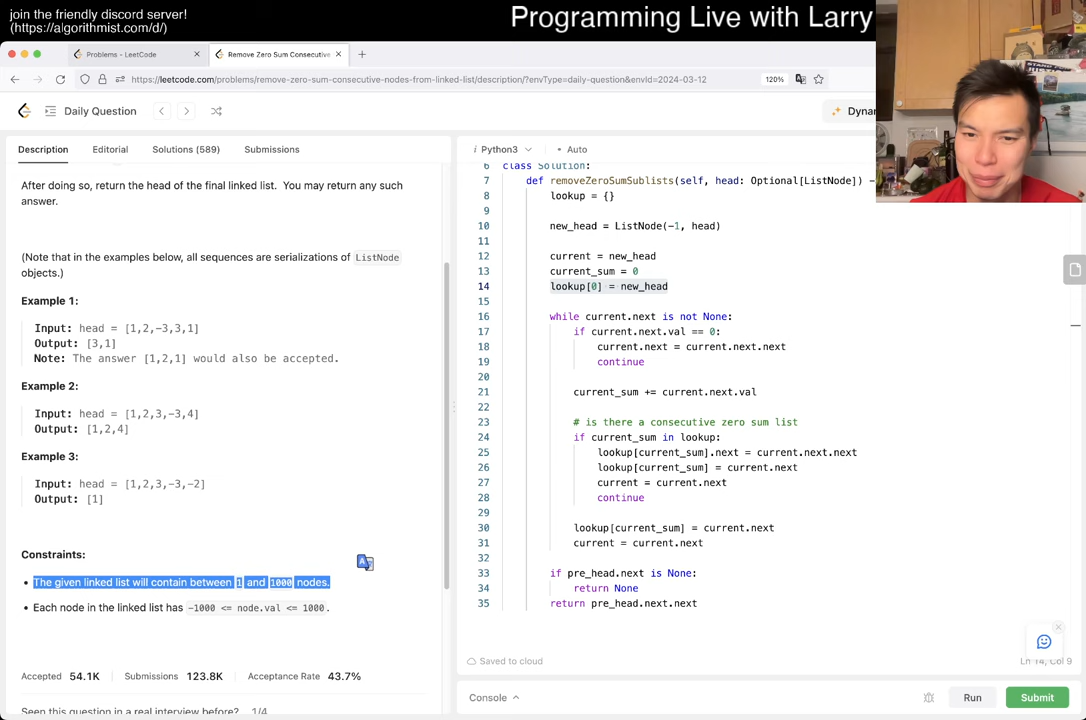 join the friendly discord server!
(https://algorithmist.com/d/)
Programming Live with Larry
Problems - LeetCode
Remove Zero Sum Consecutive
https://leetcode.com/problems/remove-zero-sum-consecutive-nodes-from-linked-list/description/?envType=daily-question&envId=2024-03-12
120%
Daily Question
Description
Editorial
Solutions (589)
Submissions
After doing so, return the head of the final linked list. You may return any such
answer.
(Note that in the examples below, all sequences are serializations of ListNode
objects.)
Example 1:
Input: head = [1,2,-3,3,1]
Output: [3,1]
Note: The answer [1,2,1] would also be accepted.
Example 2:
Input: head = [1,2,3,-3,4]
Output: [1,2,4]
Example 3:
Input: head = [1,2,3,-3,-2]
Output: [1]
Constraints:
• The given linked list will contain between 1 and 1000 nodes.
• Each node in the linked list has -1000 <= node.val <= 1000.
Accepted 54.1K
Submissions 123.8K
Acceptance Rate 43.7%
Seen this question in a real interview before? 1/4
Python3
Auto
6 class Solution:
7 def removeZeroSumSublists(self, head: Optional[ListNode])
8 lookup = {}
9
10 new_head = ListNode(-1, head)
11
12 current = new_head
13 current_sum = 0
14 lookup[0] = new_head
15
16 while current.next is not None:
17 if current.next.val == 0:
18 current.next = current.next.next
19 continue
20
21 current_sum += current.next.val
22
23 # is there a consecutive zero sum list
24 if current_sum in lookup:
25 lookup[current_sum].next = current.next.next
26 lookup[current_sum] = current.next
27 current = current.next
28 continue
29
30 lookup[current_sum] = current.next
31 current = current.next
32
33 if pre_head.next is None:
34 return None
35 return pre_head.next.next
Saved to cloud
Ln 14, Col 9
Console
Run
Submit